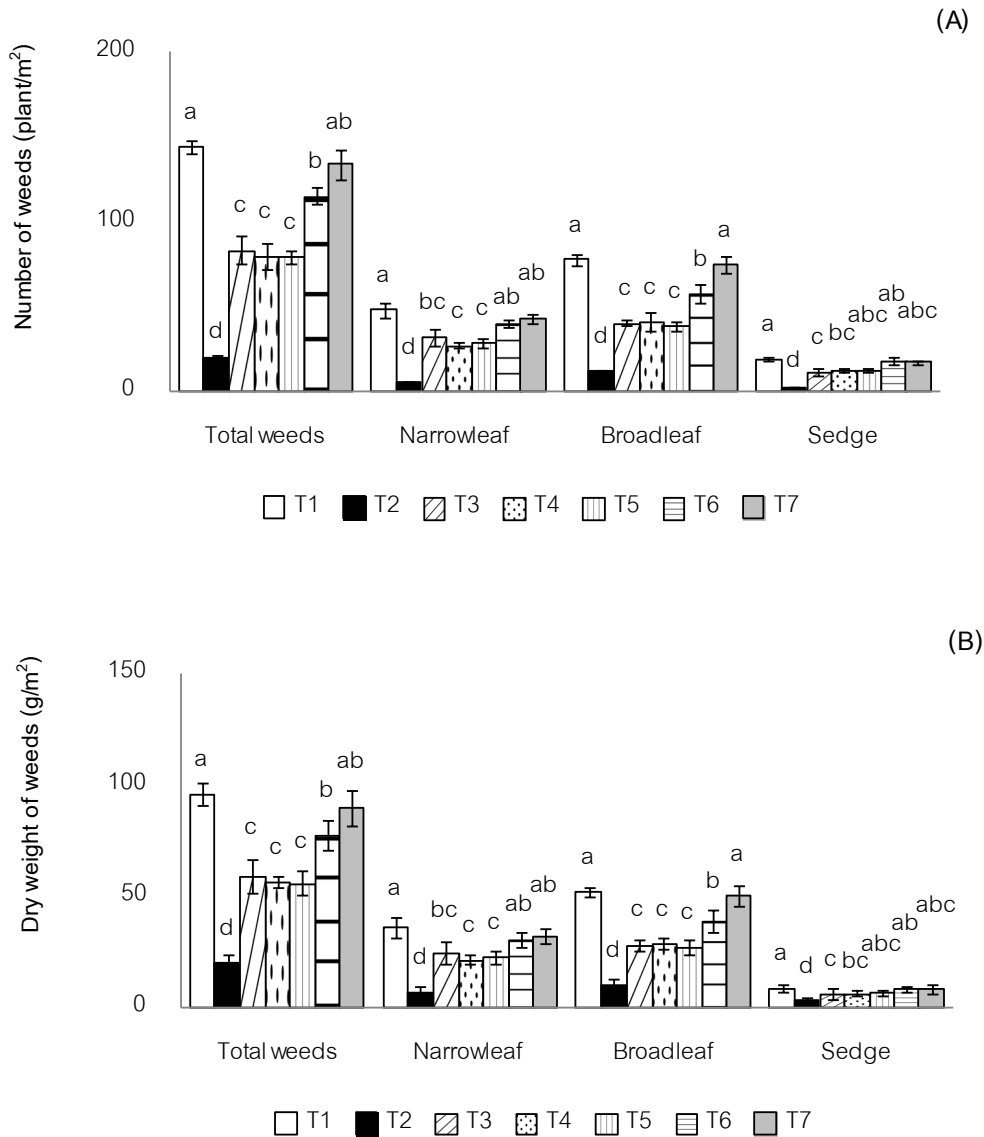 (A)
Number of weeds (plant/m²)
200
100
0
a
d
c
c
c
b
ab
a
d
bc
c
c
ab
ab
a
d
c
c
c
b
a
a
d
c
bc
abc
ab
abc
Total weeds Narrowleaf Broadleaf Sedge
T1 T2 T3 T4 T5 T6 T7
(B)
Dry weight of weeds (g/m²)
150
100
50
0
a
d
c
c
c
b
ab
a
d
bc
c
c
ab
ab
a
d
c
c
c
b
a
a
d
c
bc
abc
ab
abc
Total weeds Narrowleaf Broadleaf Sedge
T1 T2 T3 T4 T5 T6 T7